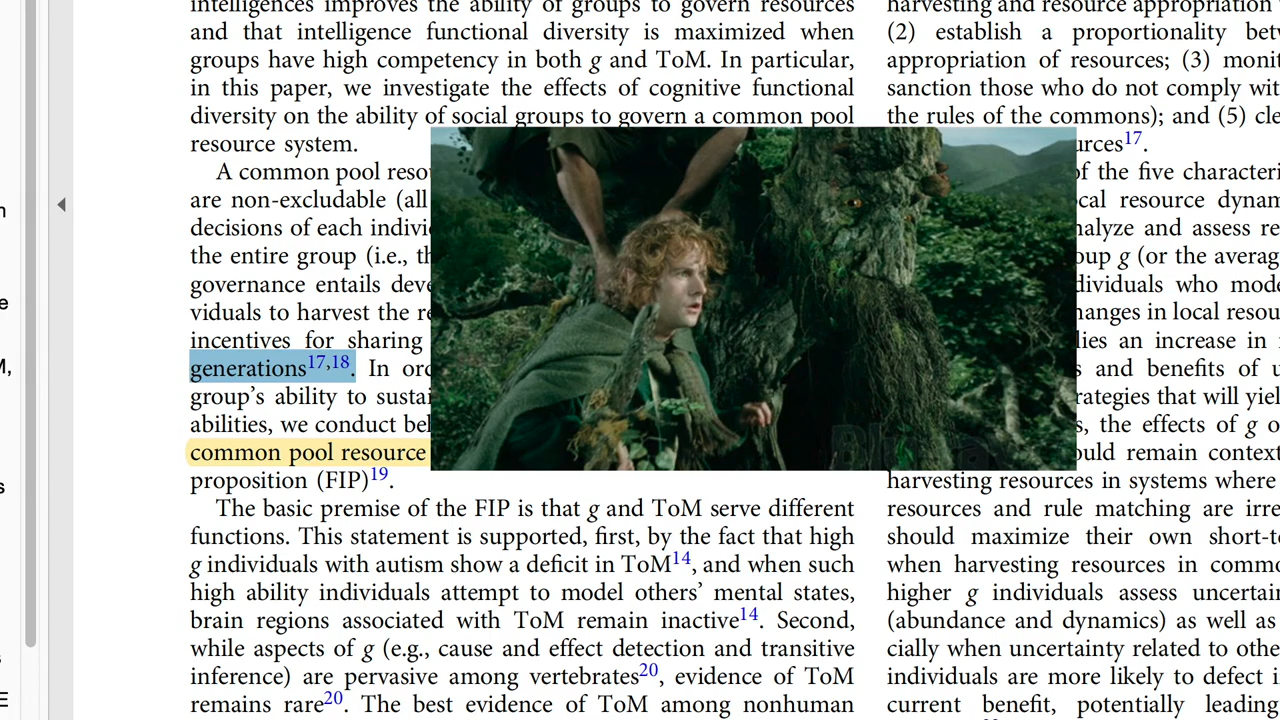 intelligences improves the ability of groups to govern resources
and that intelligence functional diversity is maximized when
groups have high competency in both g and ToM. In particular,
in this paper, we investigate the effects of cognitive functional
diversity on the ability of social groups to govern a common pool
resource system.
A common pool reso
are non-excludable (all
decisions of each indivi
the entire group (i.e., th
governance entails deve
viduals to harvest the re
incentives for sharing
generations17,18. In ord
group's ability to sustai
abilities, we conduct bel
common pool resource
proposition (FIP)19.
The basic premise of the FIP is that g and ToM serve different
functions. This statement is supported, first, by the fact that high
g individuals with autism show a deficit in ToM14, and when such
high ability individuals attempt to model others' mental states,
brain regions associated with ToM remain inactive14. Second,
while aspects of g (e.g., cause and effect detection and transitive
inference) are pervasive among vertebrates20, evidence of ToM
remains rare20. The best evidence of ToM among nonhuman
harvesting and resource appropriation
(2) establish a proportionality betw
appropriation of resources; (3) monit
sanction those who do not comply wit
the rules of the commons); and (5) cle
urces17.
of the five characteri
cal resource dynam
nalyze and assess re
oup g (or the averag
dividuals who mode
hanges in local resou
lies an increase in
s and benefits of u
rategies that will yiel
s, the effects of g o
ould remain context
harvesting resources in systems where
resources and rule matching are irre
should maximize their own short-te
when harvesting resources in commo
higher g individuals assess uncertain
(abundance and dynamics) as well as
cially when uncertainty related to othe
individuals are more likely to defect i
current benefit, potentially leading